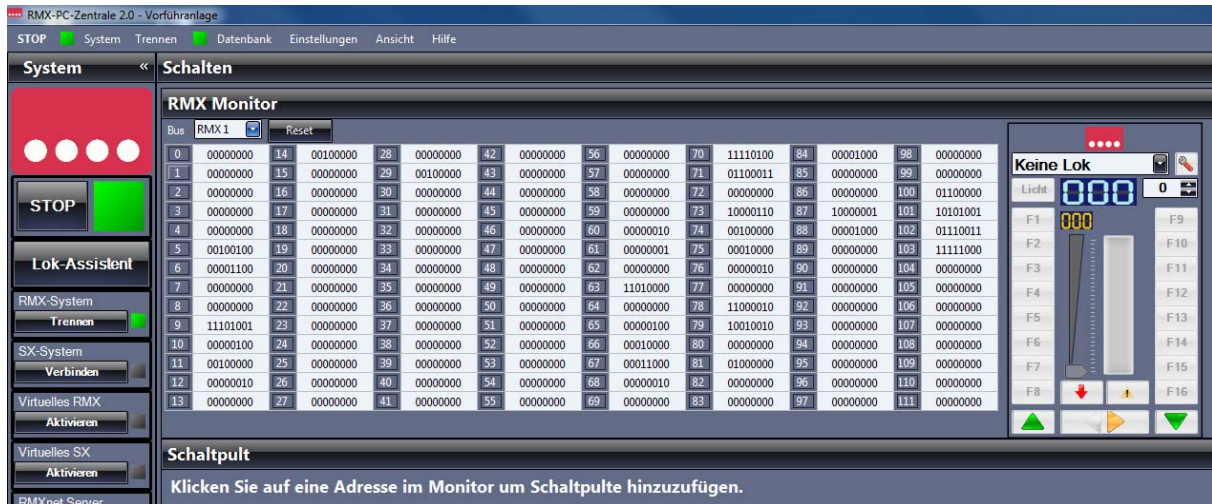 RMX-PC-Zentrale 2.0 - Vorführanlage
STOP System Trennen Datenbank Einstellungen Ansicht Hilfe
System «
STOP
Lok-Assistent
RMX-System
Trennen
SX-System
Verbinden
Virtuelles RMX
Aktivieren
Virtuelles SX
Aktivieren
RMXnet Server
Schalten
RMX Monitor
Bus RMX1 Reset
0 00000000 14 00100000 28 00000000 42 00000000 56 00000000 70 11110100 84 00001000 98 00000000
1 00000000 15 00000000 29 00100000 43 00000000 57 00000000 71 01100011 85 00000000 99 00000000
2 00000000 16 00000000 30 00000000 44 00000000 58 00000000 72 00000000 86 00000000 100 01100000
3 00000000 17 00000000 31 00000000 45 00000000 59 00000000 73 10000110 87 10000001 101 10101001
4 00000000 18 00000000 32 00000000 46 00000000 60 00000010 74 00100000 88 00001000 102 01110011
5 00100100 19 00000000 33 00000000 47 00000000 61 00000001 75 00010000 89 00000000 103 11111000
6 00001100 20 00000000 34 00000000 48 00000000 62 00000000 76 00000010 90 00000000 104 00000000
7 00000000 21 00000000 35 00000000 49 00000000 63 11010000 77 00000000 91 00000000 105 00000000
8 00000000 22 00000000 36 00000000 50 00000000 64 00000000 78 11000010 92 00000000 106 00000000
9 11101001 23 00000000 37 00000000 51 00000000 65 00000100 79 10010010 93 00000000 107 00000000
10 00000100 24 00000000 38 00000000 52 00000000 66 00010000 80 00000000 94 00000000 108 00000000
11 00100000 25 00000000 39 00000000 53 00000000 67 00011000 81 01000000 95 00000000 109 00000000
12 00000010 26 00000000 40 00000000 54 00000000 68 00000010 82 00000000 96 00000000 110 00000000
13 00000000 27 00000000 41 00000000 55 00000000 69 00000000 83 00000000 97 00000000 111 00000000
Keine Lok
Licht 000 0
F1 000 F9
F2 F10
F3 F11
F4 F12
F5 F13
F6 F14
F7 F15
F8 F16
Schaltpult
Klicken Sie auf eine Adresse im Monitor um Schaltpulte hinzuzufügen.